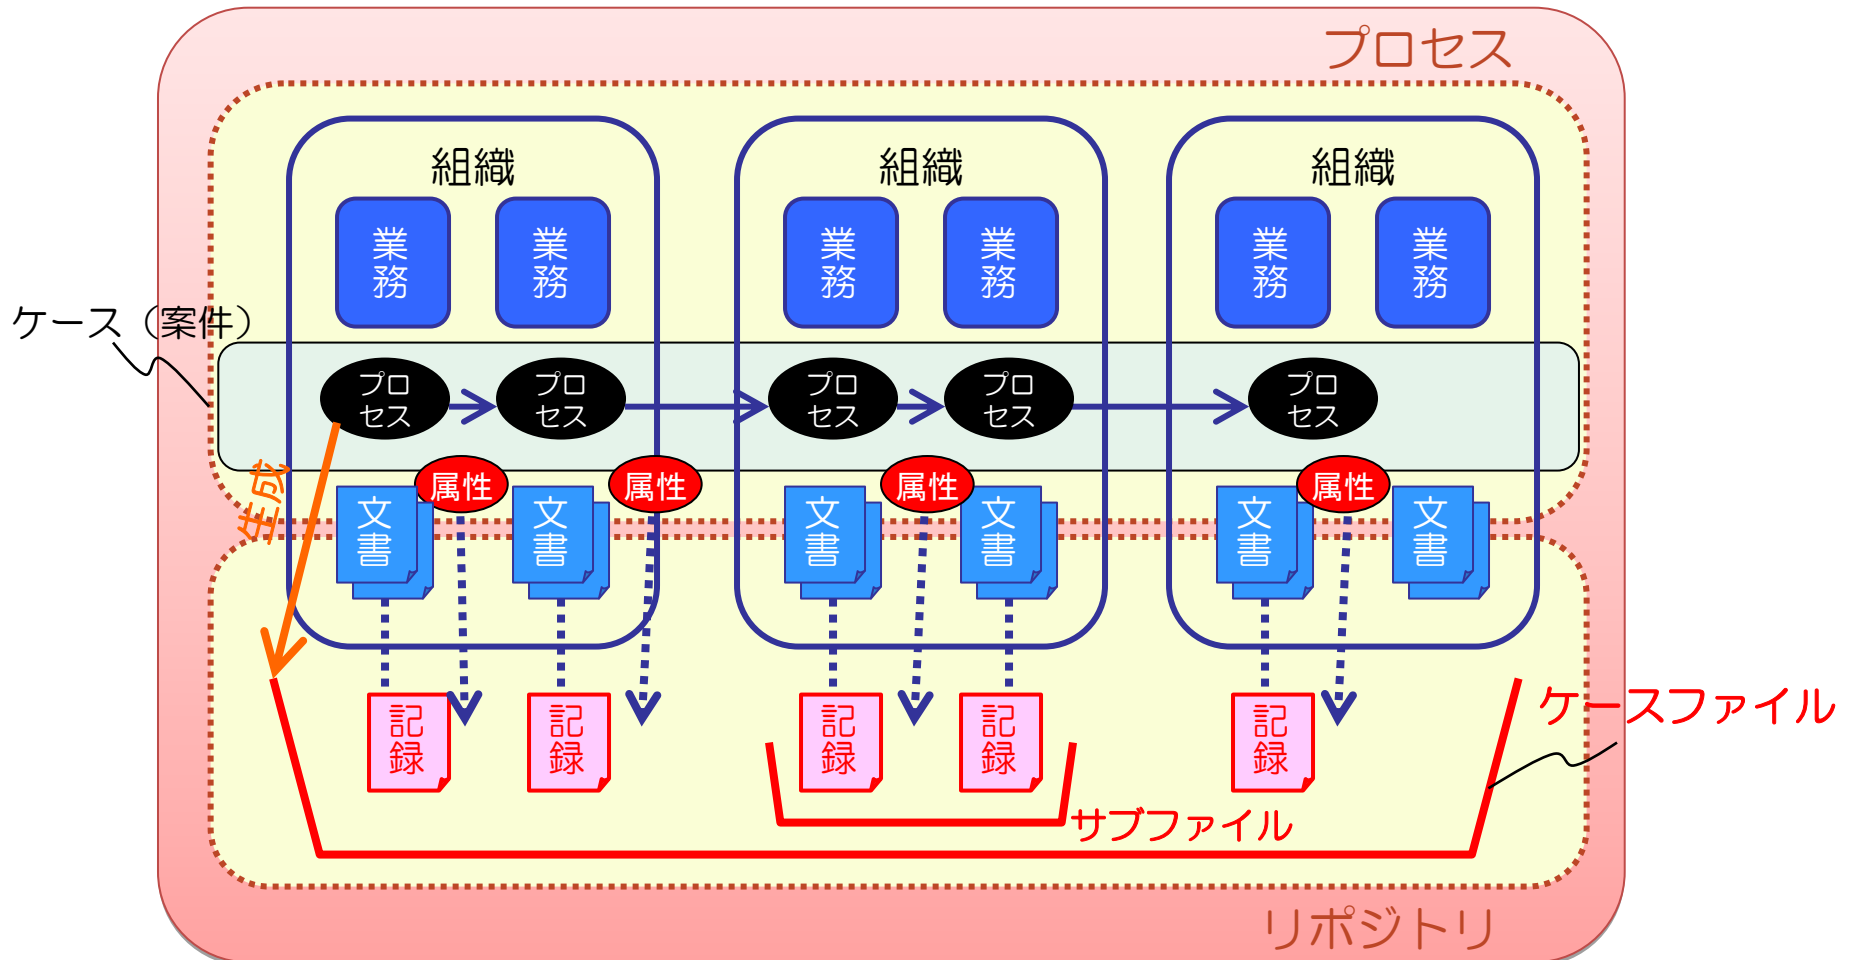 プロセス
組織
組織
組織
業
務
業
務
業
務
業
務
業
務
業
務
ケース（案件）
プロ
セス
プロ
セス
プロ
セス
プロ
セス
プロ
セス
生成
属性
属性
属性
属性
文
書
文
書
文
書
文
書
文
書
文
書
記
録
記
録
記
録
記
録
記
録
ケースファイル
サブファイル
リポジトリ